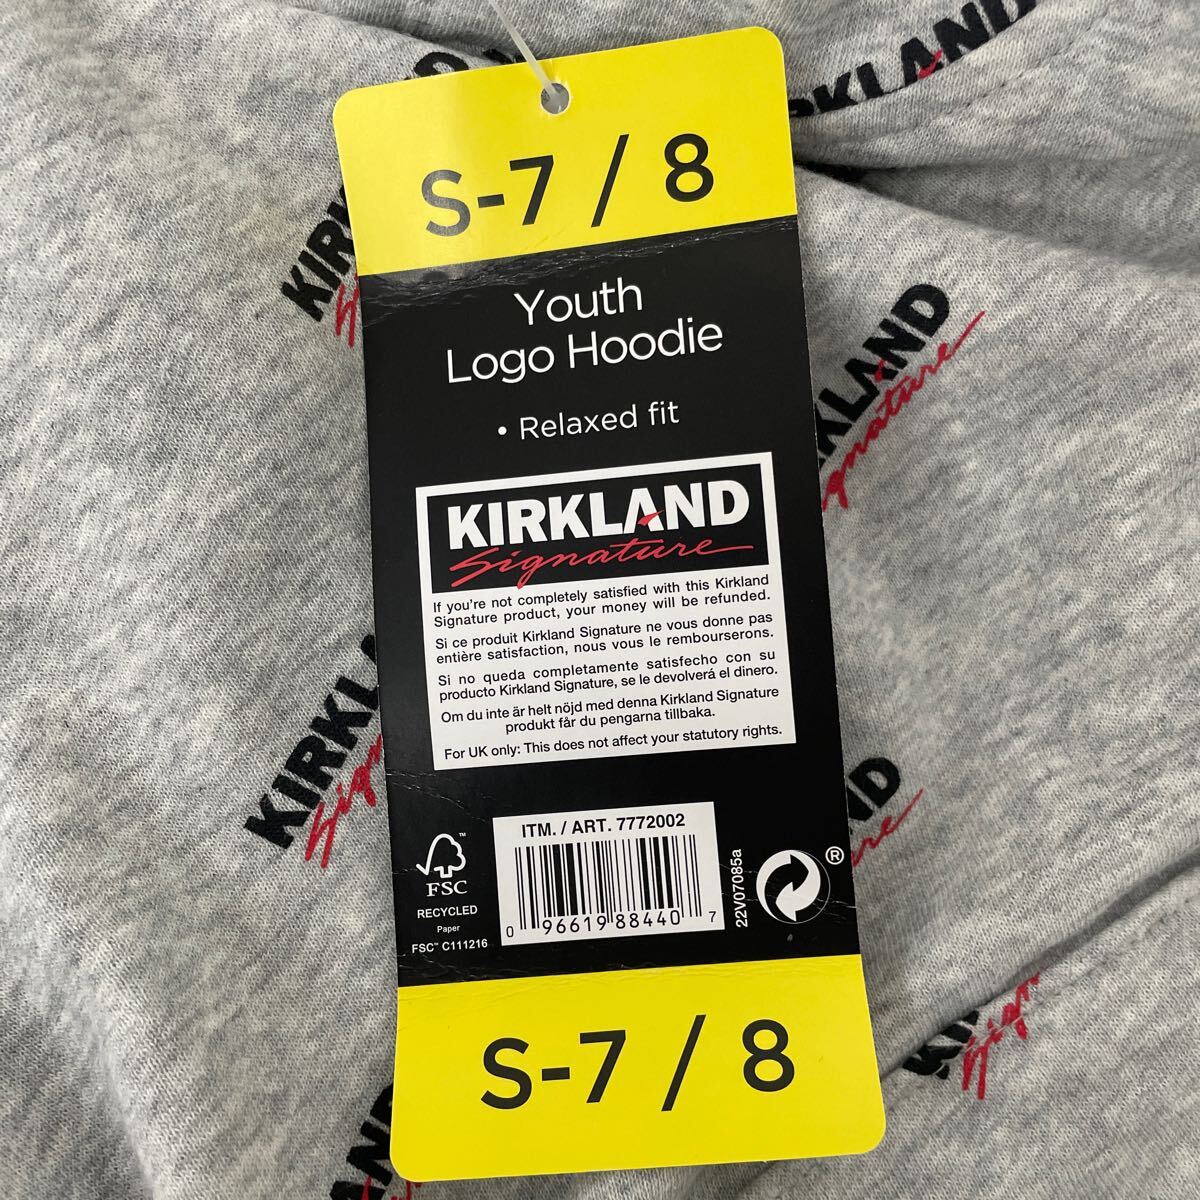 S-7 / 8
Youth
Logo Hoodie
• Relaxed fit
KIRKLAND
Signature
If you're not completely satisfied with this Kirkland
Signature product, your money will be refunded.
Si ce produit Kirkland Signature ne vous donne pas
entière satisfaction, nous vous le rembourserons.
Si no queda completamente satisfecho con su
producto Kirkland Signature, se le devolverá el dinero.
Om du inte är helt nöjd med denna Kirkland Signature
produkt får du pengarna tillbaka.
For UK only: This does not affect your statutory rights.
ITM. / ART. 7772002
0 96619 88440 7
FSC™
RECYCLED
Paper
FSC™ C111216
22V07085a
®
S-7 / 8
KIRKLAND
KIRKLAND
Signature
KIRKLAND
Signature